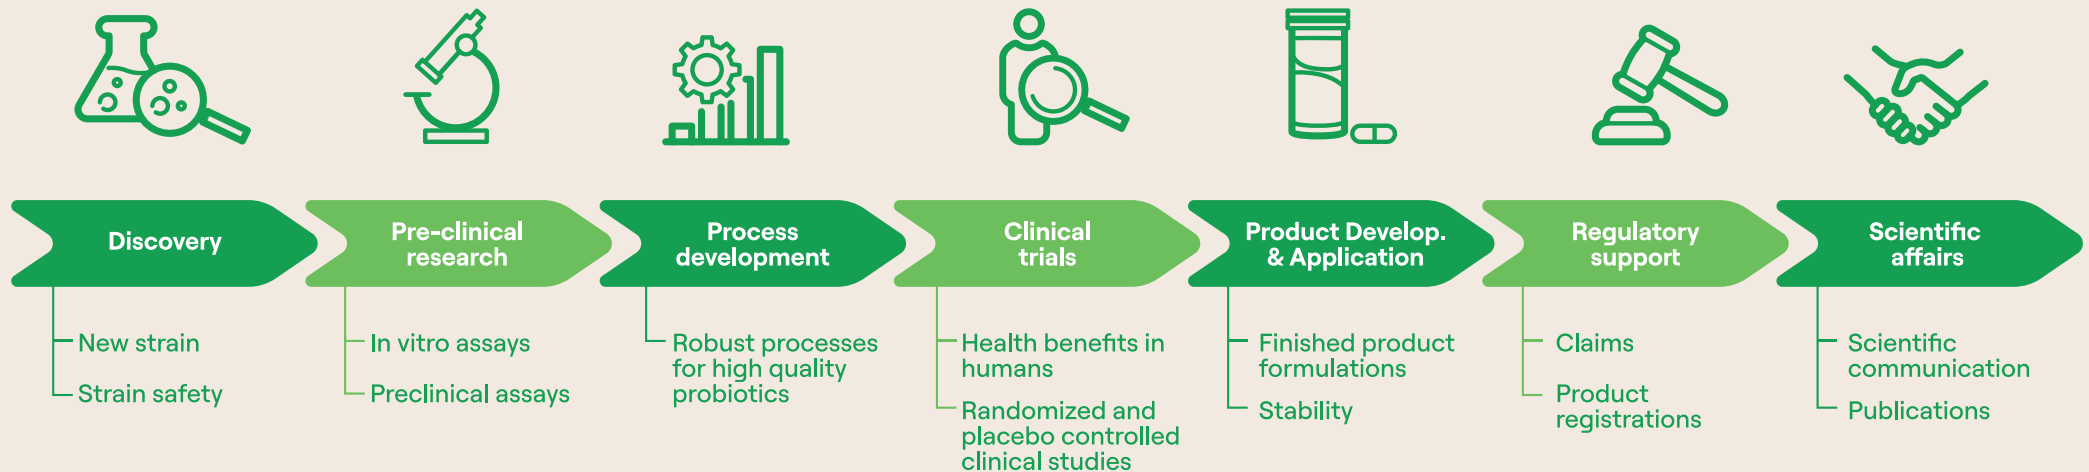 Discovery
Pre-clinical
research
Process
development
Clinical
trials
Product Develop.
& Application
Regulatory
support
Scientific
affairs
New strain
Strain safety
In vitro assays
Preclinical assays
Robust processes
for high quality
probiotics
Health benefits in
humans
Randomized and
placebo controlled
clinical studies
Finished product
formulations
Stability
Claims
Product
registrations
Scientific
communication
Publications